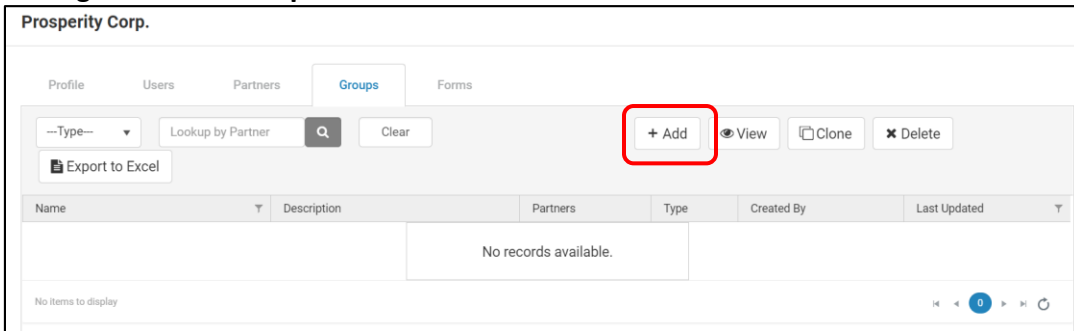 Prosperity Corp.
Profile Users Partners Groups Forms
---Type--- Lookup by Partner Clear + Add View Clone Delete
Export to Excel
Name Description Partners Type Created By Last Updated
No records available.
No items to display 0